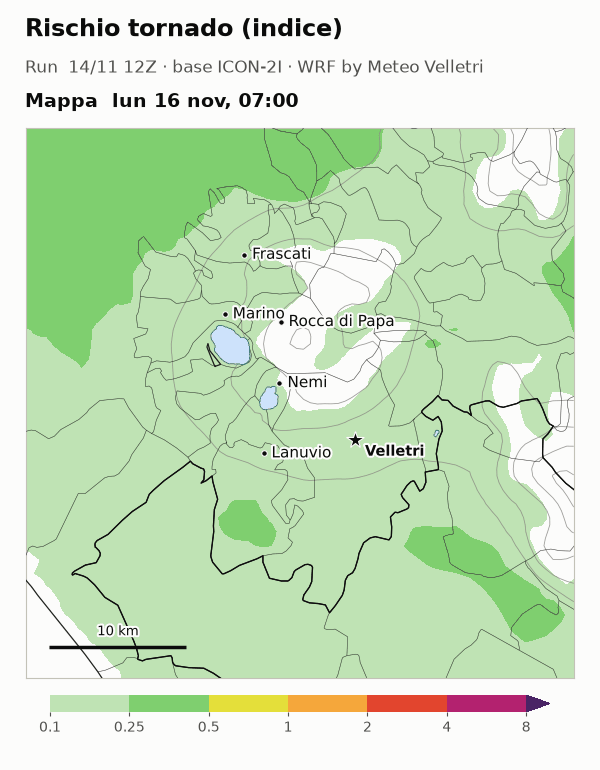 Rischio tornado (indice)
Run  14/11 12Z · base ICON-2I · WRF by Meteo Velletri
Mappa  lun 16 nov, 07:00
Frascati
Marino
Rocca di Papa
Nemi
Velletri
Lanuvio
10 km
0.1 0.25 0.5 1 2 4 8